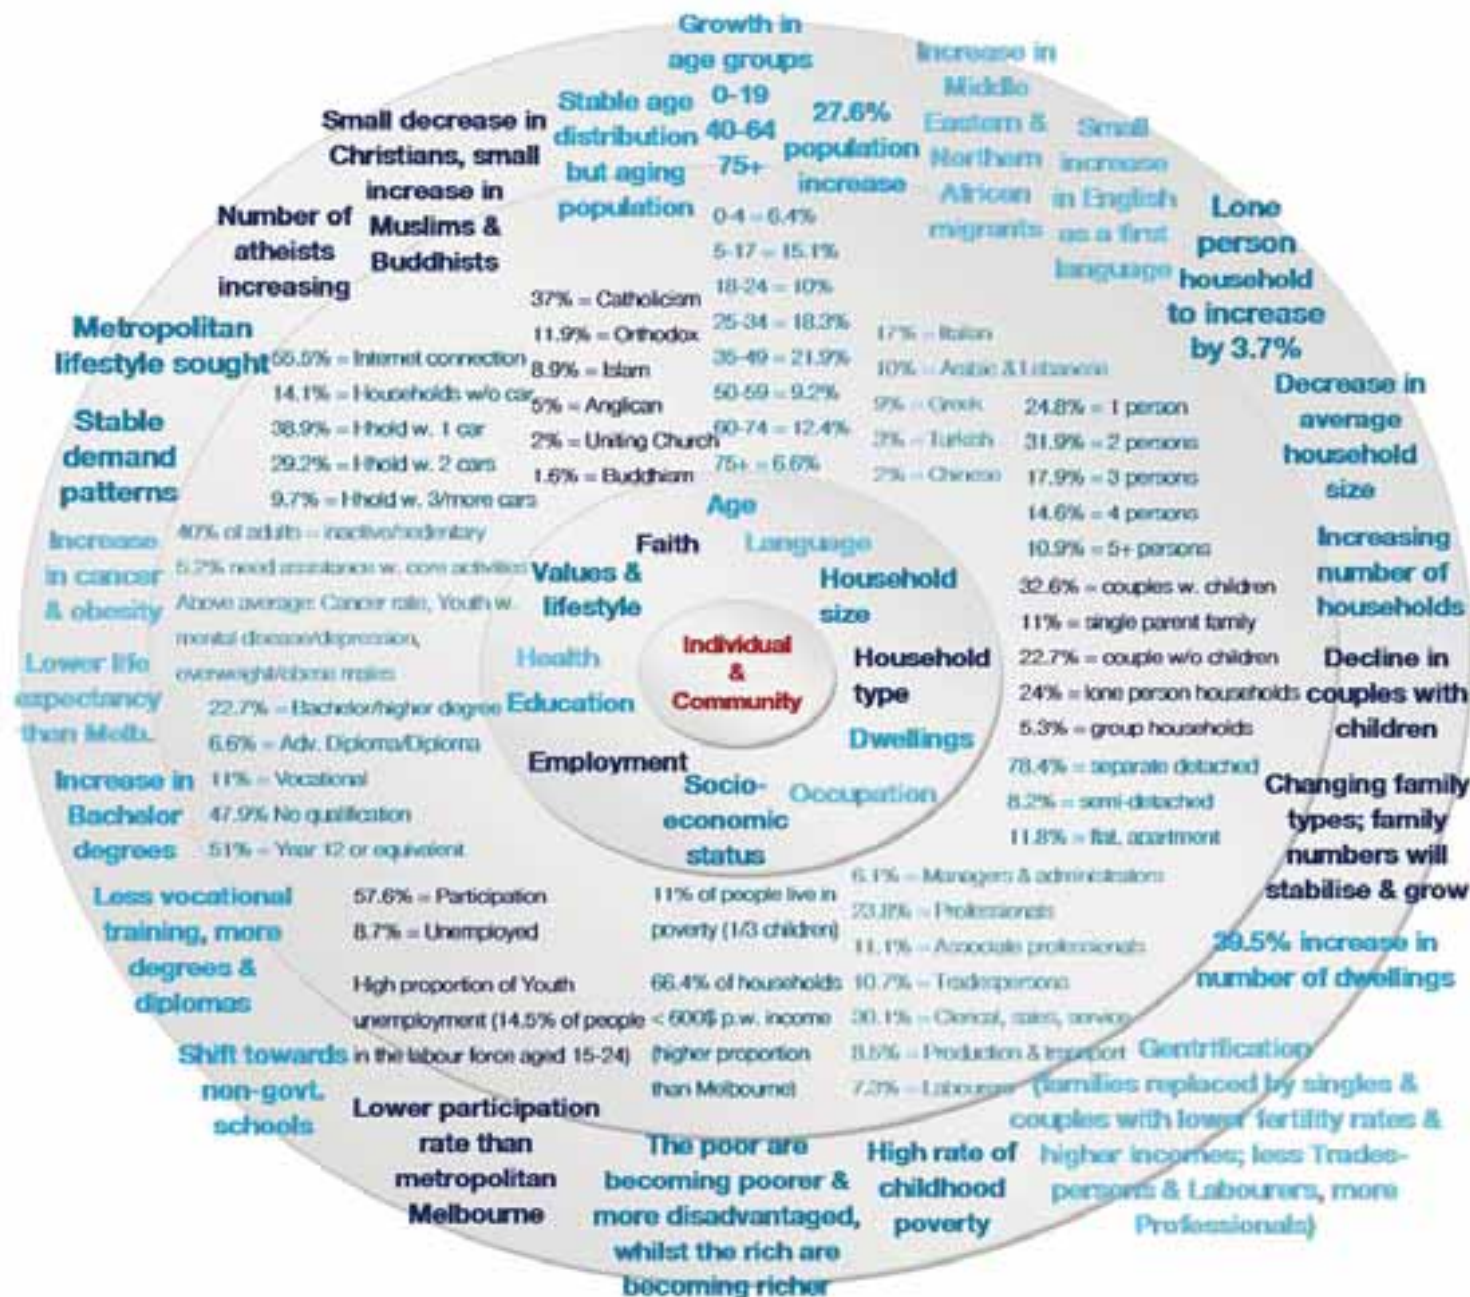 Growth in
age groups
0-19
40-64
75+
Stable age
distribution
but aging
population
27.6%
population
increase
Increase in
Middle
Eastern &
Northern
African
migrants
Small
increase
in English
as a first
language
Lone
person
household
to increase
by 3.7%
Decrease in
average
household
size
Increasing
number of
households
Decline in
couples with
children
Changing family
types; family
numbers will
stabilise & grow
39.5% increase in
number of dwellings
Gentrification
(families replaced by singles &
couples with lower fertility rates &
higher incomes; less Trades-
persons & Labourers, more
Professionals)
High rate of
childhood
poverty
The poor are
becoming poorer &
more disadvantaged,
whilst the rich are
becoming richer
Lower participation
rate than
metropolitan
Melbourne
Shift towards
non-govt.
schools
Less vocational
training, more
degrees &
diplomas
Increase in
Bachelor
degrees
Lower life
expectancy
than Melb.
Increase
in cancer
& obesity
Stable
demand
patterns
Metropolitan
lifestyle sought
Number of
atheists
increasing
Small decrease in
Christians, small
increase in
Muslims &
Buddhists
0-4 = 6.4%
5-17 = 15.1%
18-24 = 10%
25-34 = 18.3%
35-49 = 21.9%
50-59 = 9.2%
60-74 = 12.4%
75+ = 6.6%
17% = Italian
10% = Arabic & Lebanese
9% = Greek
3% = Turkish
2% = Chinese
24.8% = 1 person
31.9% = 2 persons
17.9% = 3 persons
14.6% = 4 persons
10.9% = 5+ persons
32.6% = couples w. children
11% = single parent family
22.7% = couple w/o children
24% = lone person households
5.3% = group households
78.4% = separate detached
8.2% = semi-detached
11.8% = flat, apartment
6.1% = Managers & administrators
23.8% = Professionals
11.1% = Associate professionals
10.7% = Tradespersons
30.1% = Clerical, sales, service
8.5% = Production & transport
7.3% = Labourers
11% of people live in
poverty (1/3 children)
66.4% of households
< 600$ p.w. income
(higher proportion
than Melbourne)
57.6% = Participation
8.7% = Unemployed
High proportion of Youth
unemployment (14.5% of people
in the labour force aged 15-24)
22.7% = Bachelor/higher degree
6.6% = Adv. Diploma/Diploma
11% = Vocational
47.9% No qualification
51% = Year 12 or equivalent
40% of adults = inactive/sedentary
5.2% need assistance w. core activities
Above average: Cancer rate, Youth w.
mental disease/depression,
overweight/obese males
55.5% = Internet connection
14.1% = Households w/o car
38.9% = Hhold w. 1 car
29.2% = Hhold w. 2 cars
9.7% = Hhold w. 3/more cars
37% = Catholicism
11.9% = Orthodox
8.9% = Islam
5% = Anglican
2% = Uniting Church
1.6% = Buddhism
Age
Language
Household
size
Household
type
Dwellings
Occupation
Socio-
economic
status
Employment
Education
Health
Values &
lifestyle
Faith
Individual
&
Community